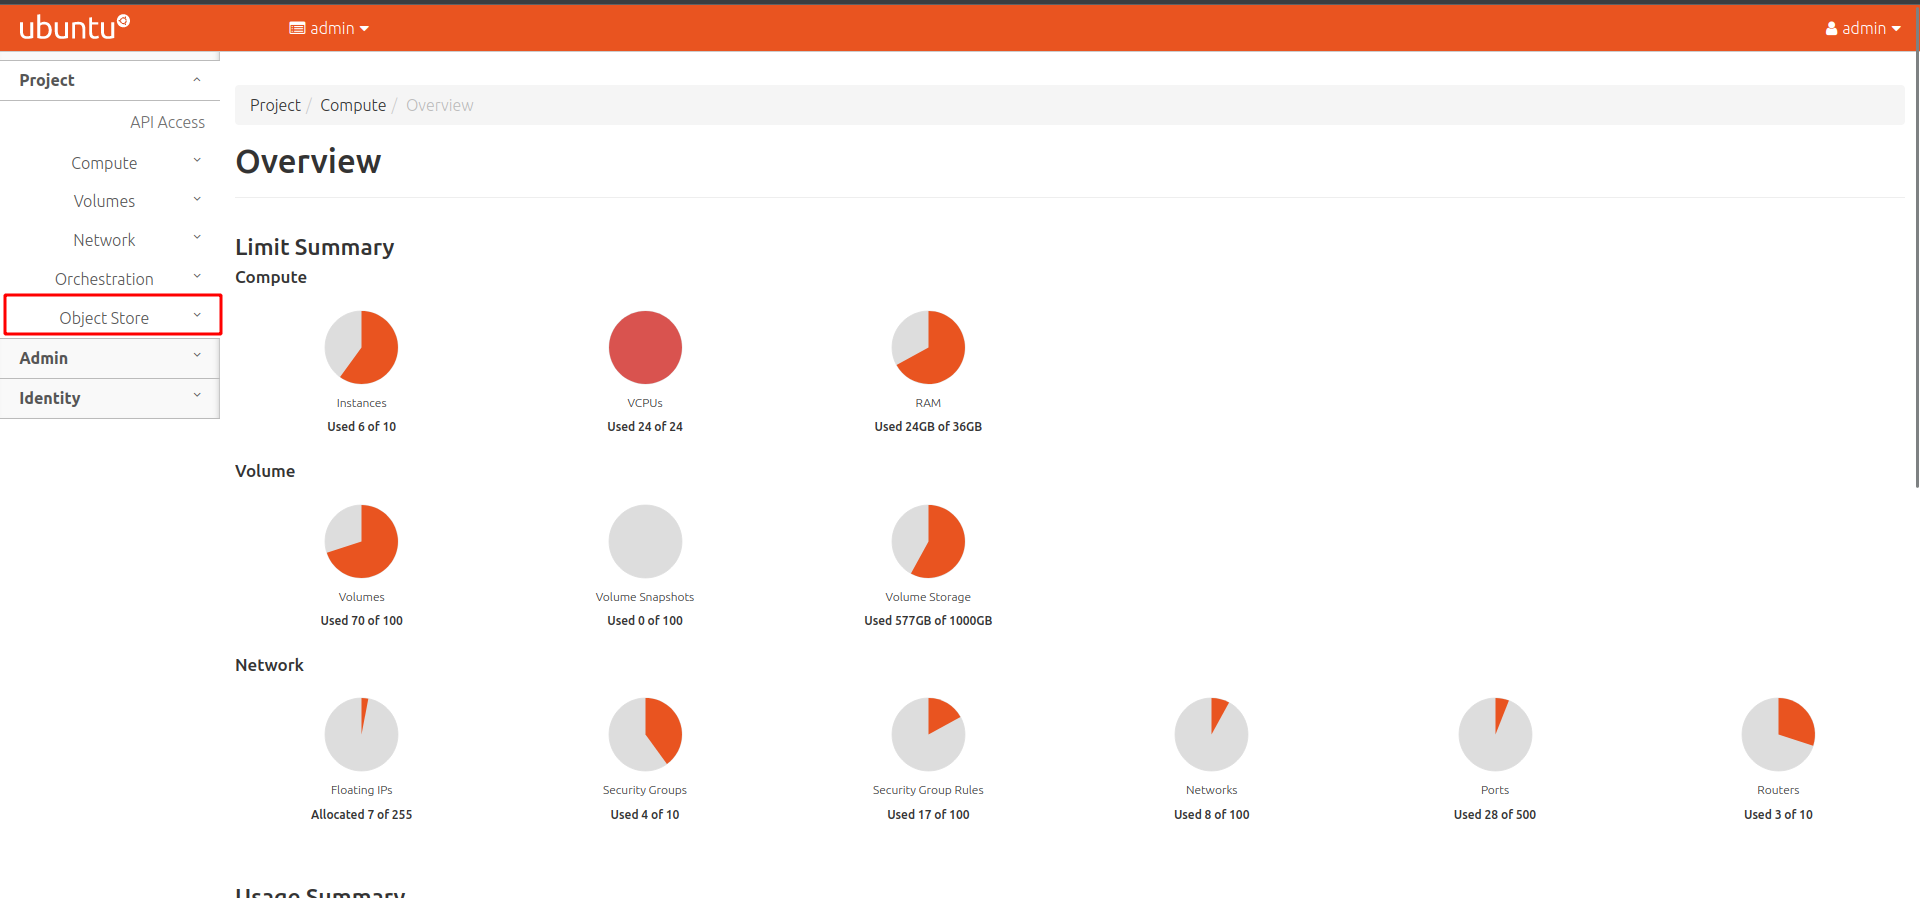 ubuntu
admin
admin
Project
API Access
Compute
Volumes
Network
Orchestration
Object Store
Admin
Identity
Project / Compute / Overview
Overview
Limit Summary
Compute
Instances
Used 6 of 10
VCPUs
Used 24 of 24
RAM
Used 24GB of 36GB
Volume
Volumes
Used 70 of 100
Volume Snapshots
Used 0 of 100
Volume Storage
Used 577GB of 1000GB
Network
Floating IPs
Allocated 7 of 255
Security Groups
Used 4 of 10
Security Group Rules
Used 17 of 100
Networks
Used 8 of 100
Ports
Used 28 of 500
Routers
Used 3 of 10
Usage Summary